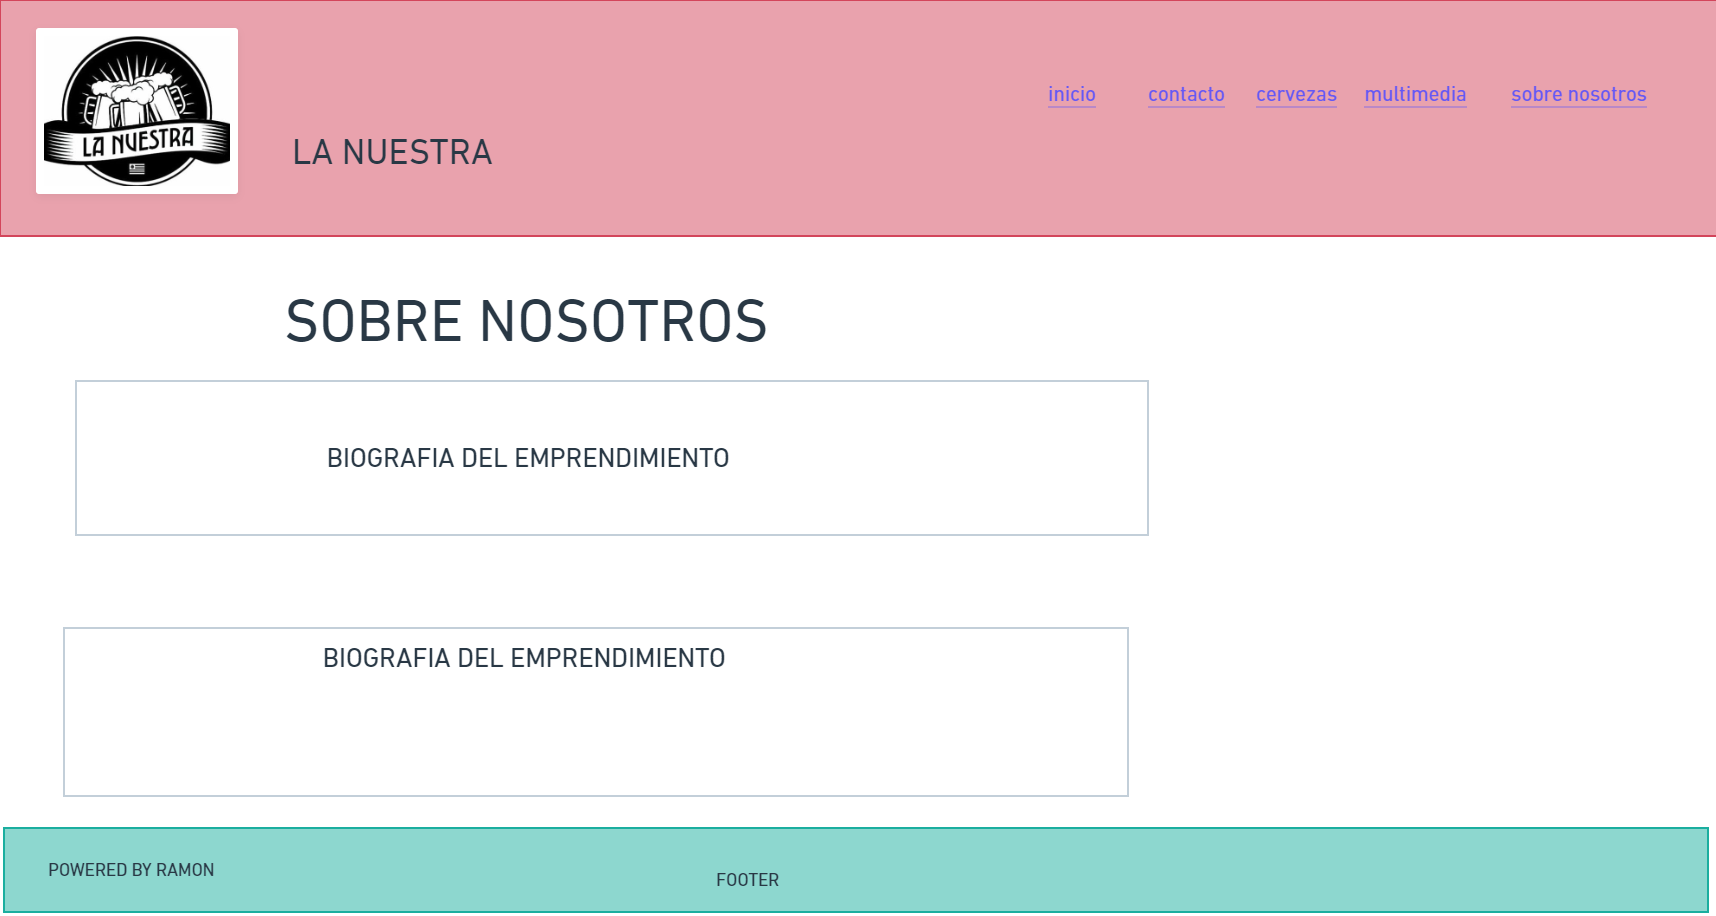 LA NUESTRA
LA NUESTRA
inicio contacto cervezas multimedia sobre nosotros
SOBRE NOSOTROS
BIOGRAFIA DEL EMPRENDIMIENTO
BIOGRAFIA DEL EMPRENDIMIENTO
POWERED BY RAMON
FOOTER